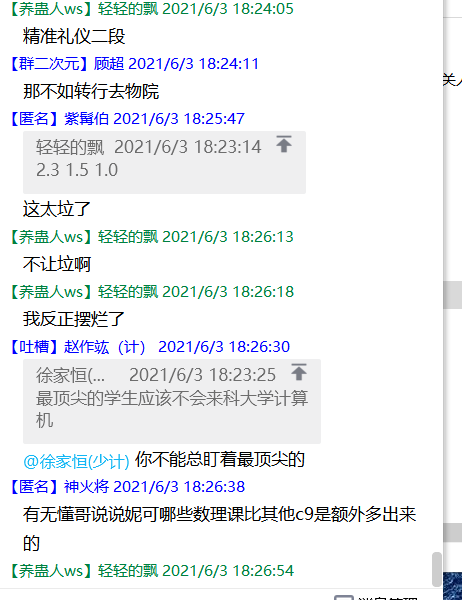 【养蛊人ws】轻轻的飘 2021/6/3 18:24:05
精准礼仪二段
【群二次元】顾超 2021/6/3 18:24:11
那不如转行去物院
【匿名】紫髯伯 2021/6/3 18:25:47
轻轻的飘 2021/6/3 18:23:14
2.3 1.5 1.0
这太垃了
【养蛊人ws】轻轻的飘 2021/6/3 18:26:13
不让垃啊
【养蛊人ws】轻轻的飘 2021/6/3 18:26:18
我反正摆烂了
【吐槽】赵作竑（计） 2021/6/3 18:26:30
徐家恒(... 2021/6/3 18:23:25
最顶尖的学生应该不会来科大学计算
机
@徐家恒(少计) 你不能总盯着最顶尖的
【匿名】神火将 2021/6/3 18:26:38
有无懂哥说说妮可哪些数理课比其他c9是额外多出来
的
【养蛊人ws】轻轻的飘 2021/6/3 18:26:54